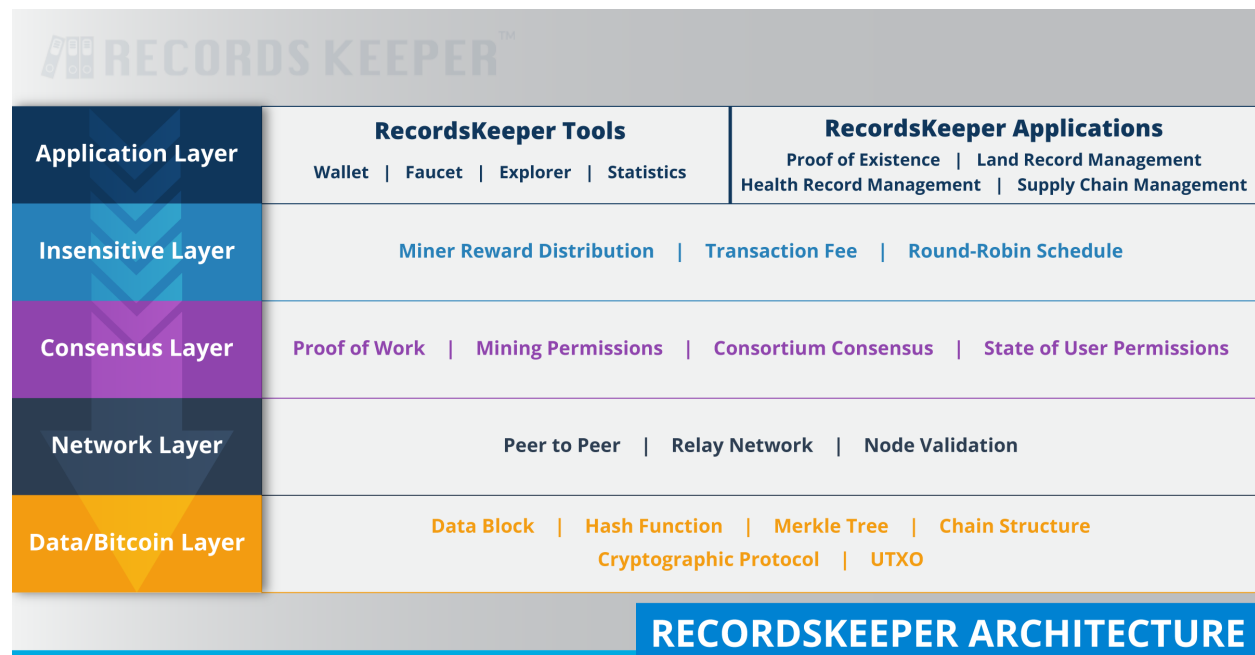 RECORDS KEEPER™
Application Layer
RecordsKeeper Tools
Wallet | Faucet | Explorer | Statistics
RecordsKeeper Applications
Proof of Existence | Land Record Management
Health Record Management | Supply Chain Management
Insensitive Layer
Miner Reward Distribution | Transaction Fee | Round-Robin Schedule
Consensus Layer
Proof of Work | Mining Permissions | Consortium Consensus | State of User Permissions
Network Layer
Peer to Peer | Relay Network | Node Validation
Data/Bitcoin Layer
Data Block | Hash Function | Merkle Tree | Chain Structure
Cryptographic Protocol | UTXO
RECORDSKEEPER ARCHITECTURE